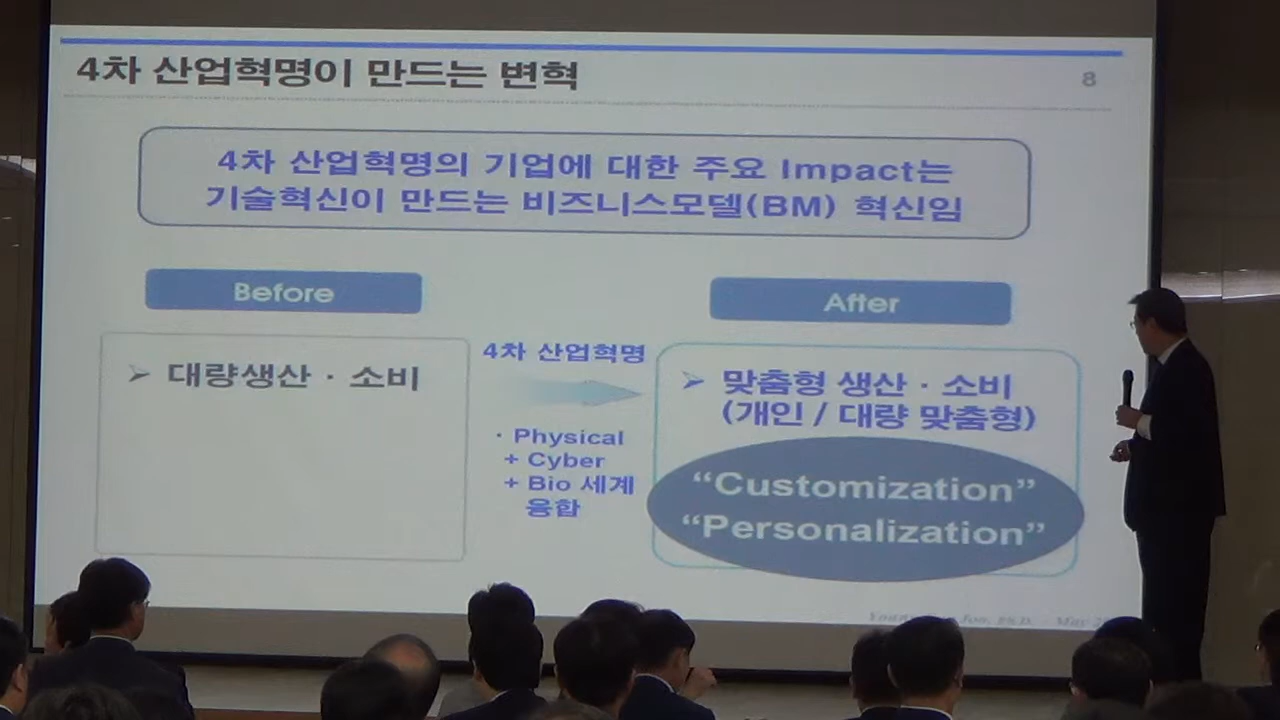 4차 산업혁명이 만드는 변혁
8
4차 산업혁명의 기업에 대한 주요 Impact는
기술혁신이 만드는 비즈니스모델(BM) 혁신임
Before
After
➢ 대량생산 · 소비
4차 산업혁명
· Physical
+ Cyber
+ Bio 세계
융합
➢ 맞춤형 생산 · 소비
(개인 / 대량 맞춤형)
“Customization”
“Personalization”
Ph.D. May